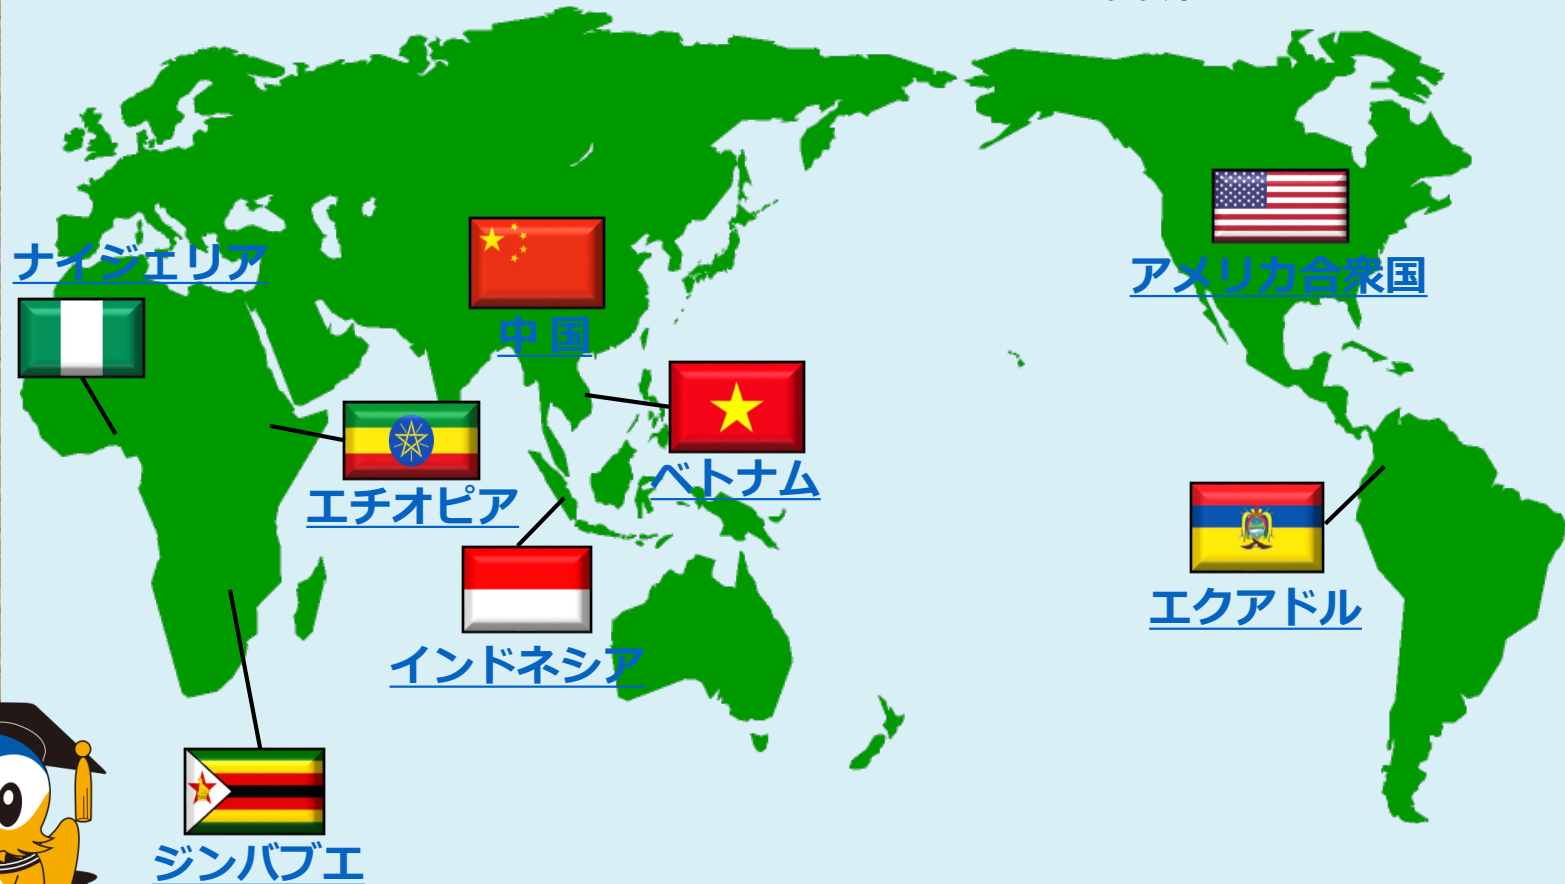 ナイジェリア
中国
アメリカ合衆国
ベトナム
エチオピア
エクアドル
インドネシア
ジンバブエ